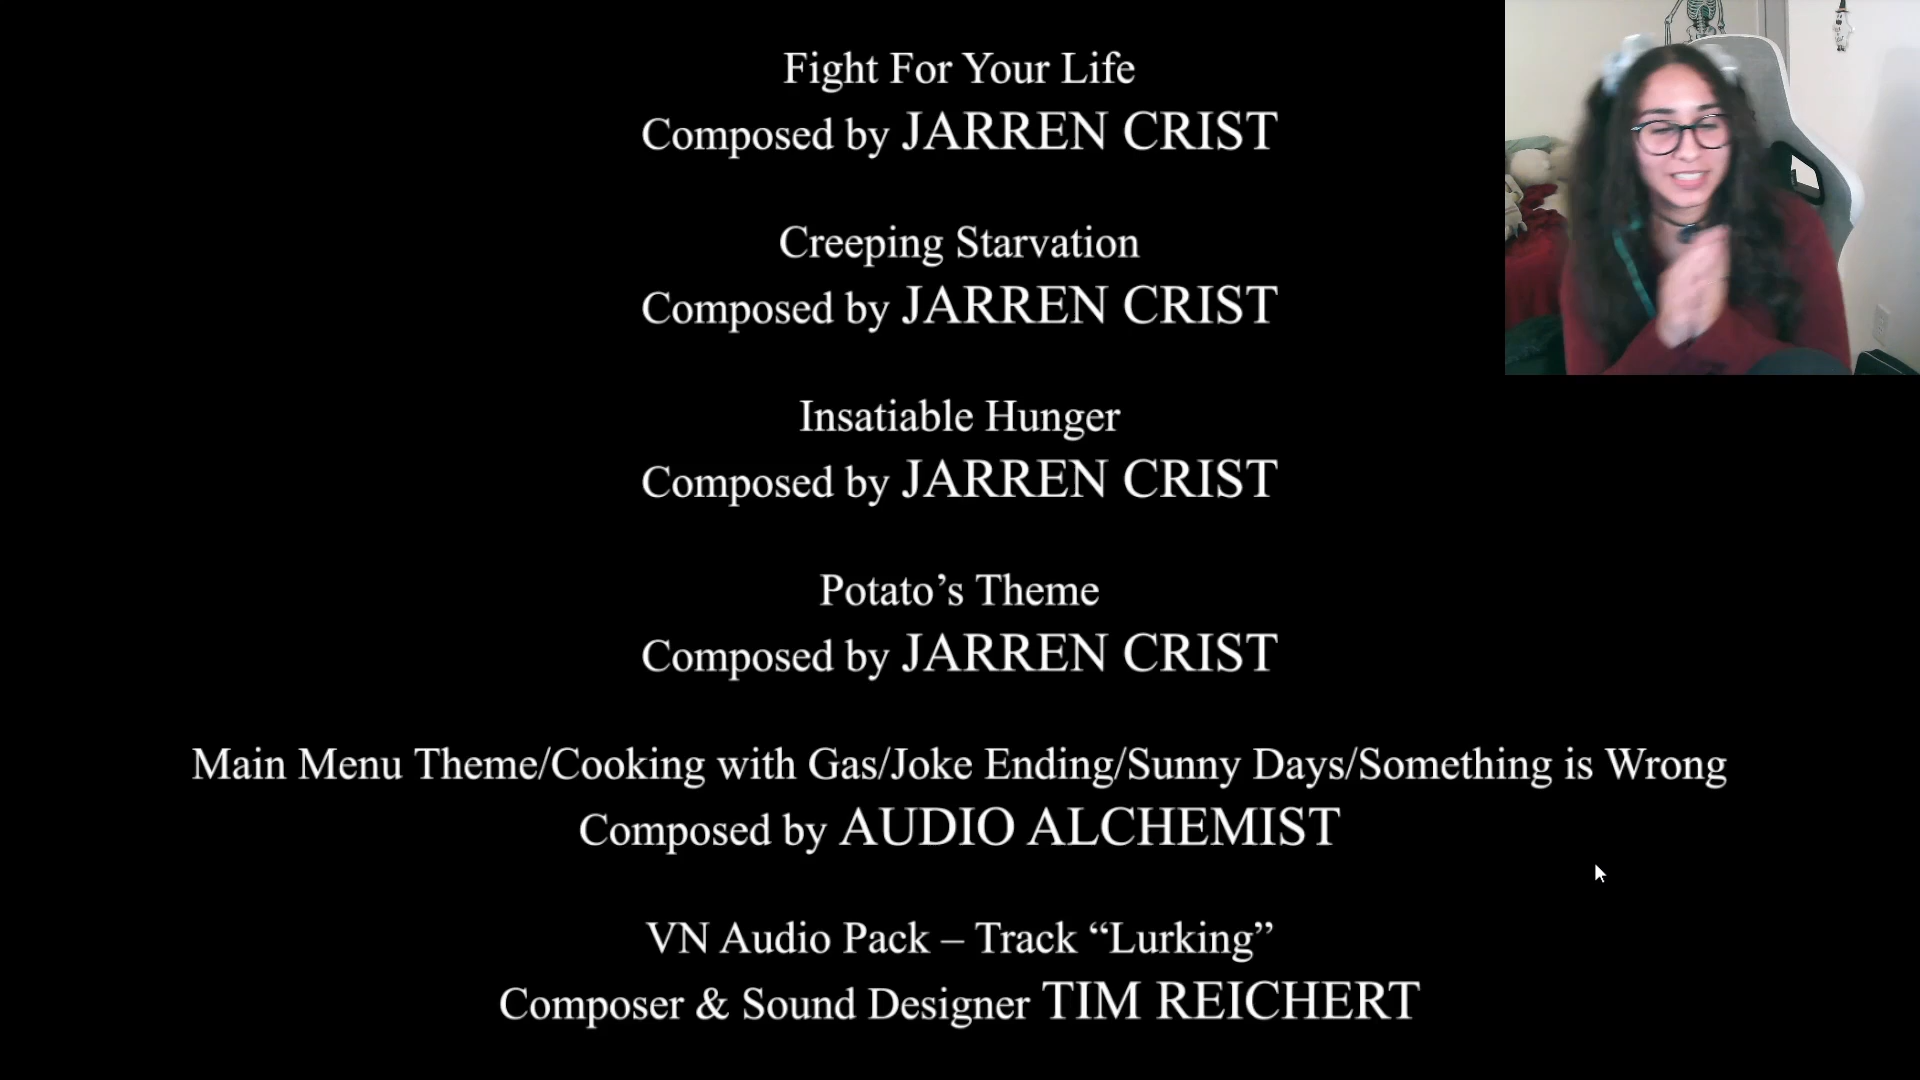 Fight For Your Life
Composed by JARREN CRIST
Creeping Starvation
Composed by JARREN CRIST
Insatiable Hunger
Composed by JARREN CRIST
Potato’s Theme
Composed by JARREN CRIST
Main Menu Theme/Cooking with Gas/Joke Ending/Sunny Days/Something is Wrong
Composed by AUDIO ALCHEMIST
VN Audio Pack – Track “Lurking”
Composer & Sound Designer TIM REICHERT